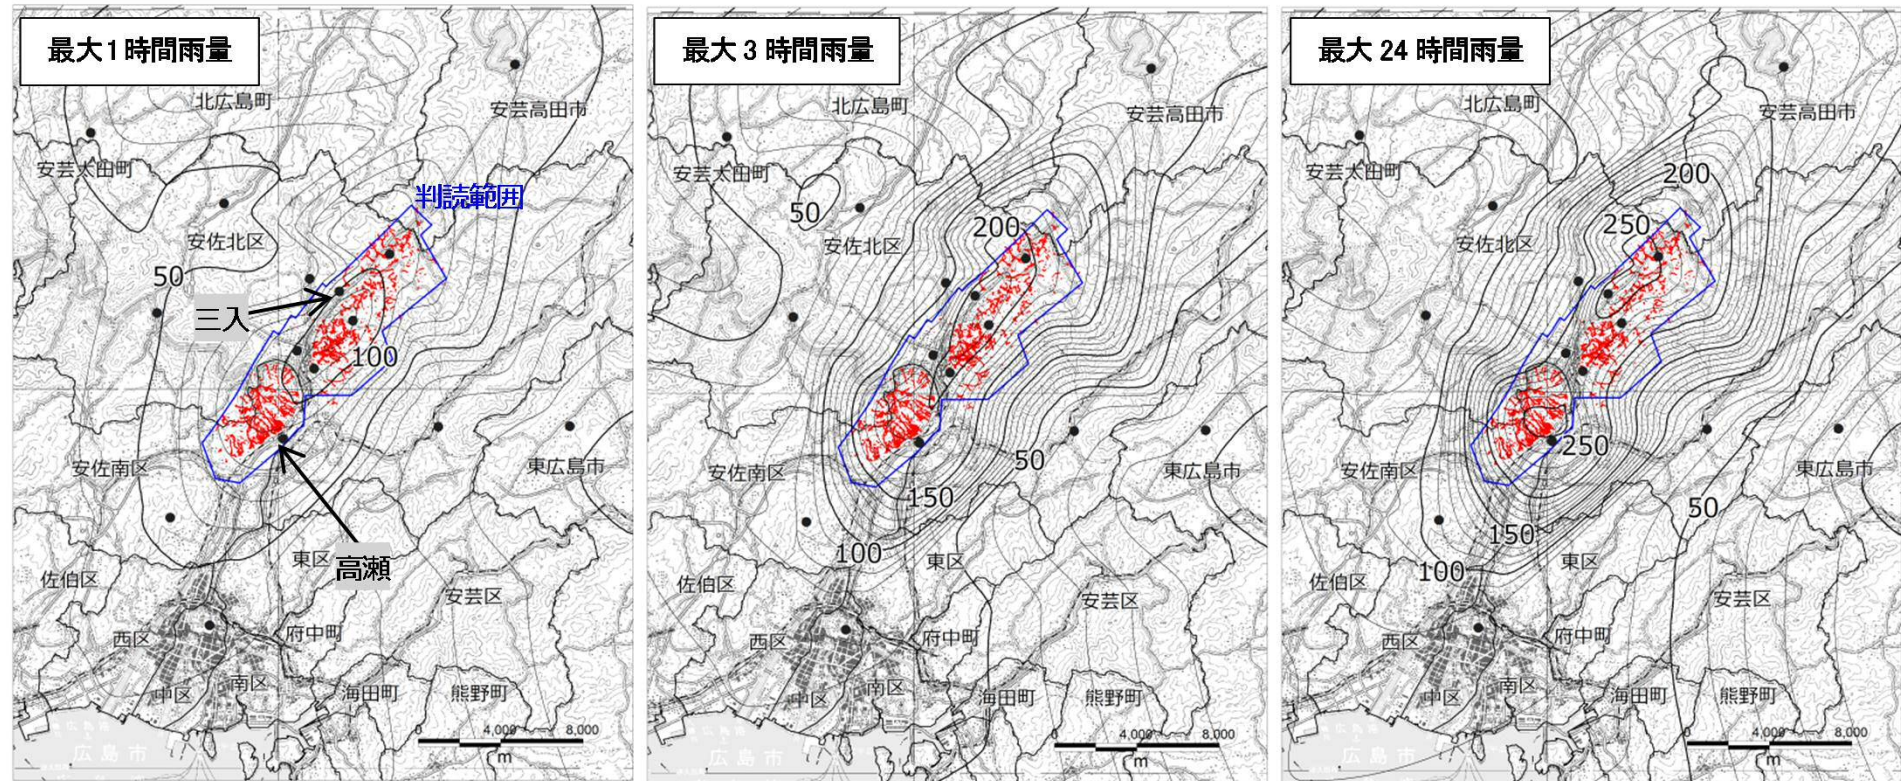 最大1時間雨量
北広島町
安芸高田市
安芸太田町
判読範囲
安佐北区
50
三入
100
安佐南区
東広島市
東区
高瀬
佐伯区
安芸区
西区
府中町
中区
南区
海田町
熊野町
0 4,000 8,000
m
広島市
最大3時間雨量
北広島町
安芸高田市
安芸太田町
50
200
安佐北区
50
安佐南区
東広島市
150
100
東区
佐伯区
安芸区
西区
府中町
中区
南区
海田町
熊野町
0 4,000 8,000
m
広島市
最大24時間雨量
北広島町
安芸高田市
安芸太田町
200
250
安佐北区
250
安佐南区
東広島市
50
150
100
東区
佐伯区
安芸区
西区
府中町
中区
南区
海田町
熊野町
0 4,000 8,000
m
広島市